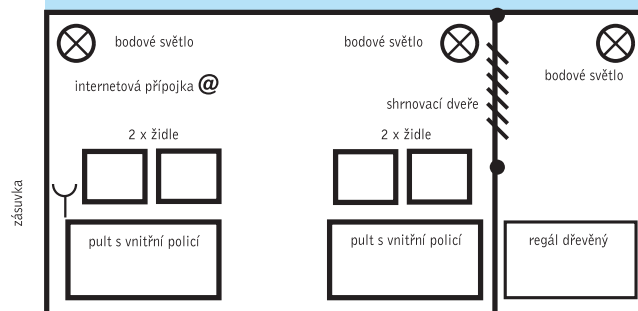 bodové světlo
bodové světlo
bodové světlo
internetová přípojka @
shrnovací dveře
2 x židle
2 x židle
zásuvka
pult s vnitřní policí
pult s vnitřní policí
regál dřevěný